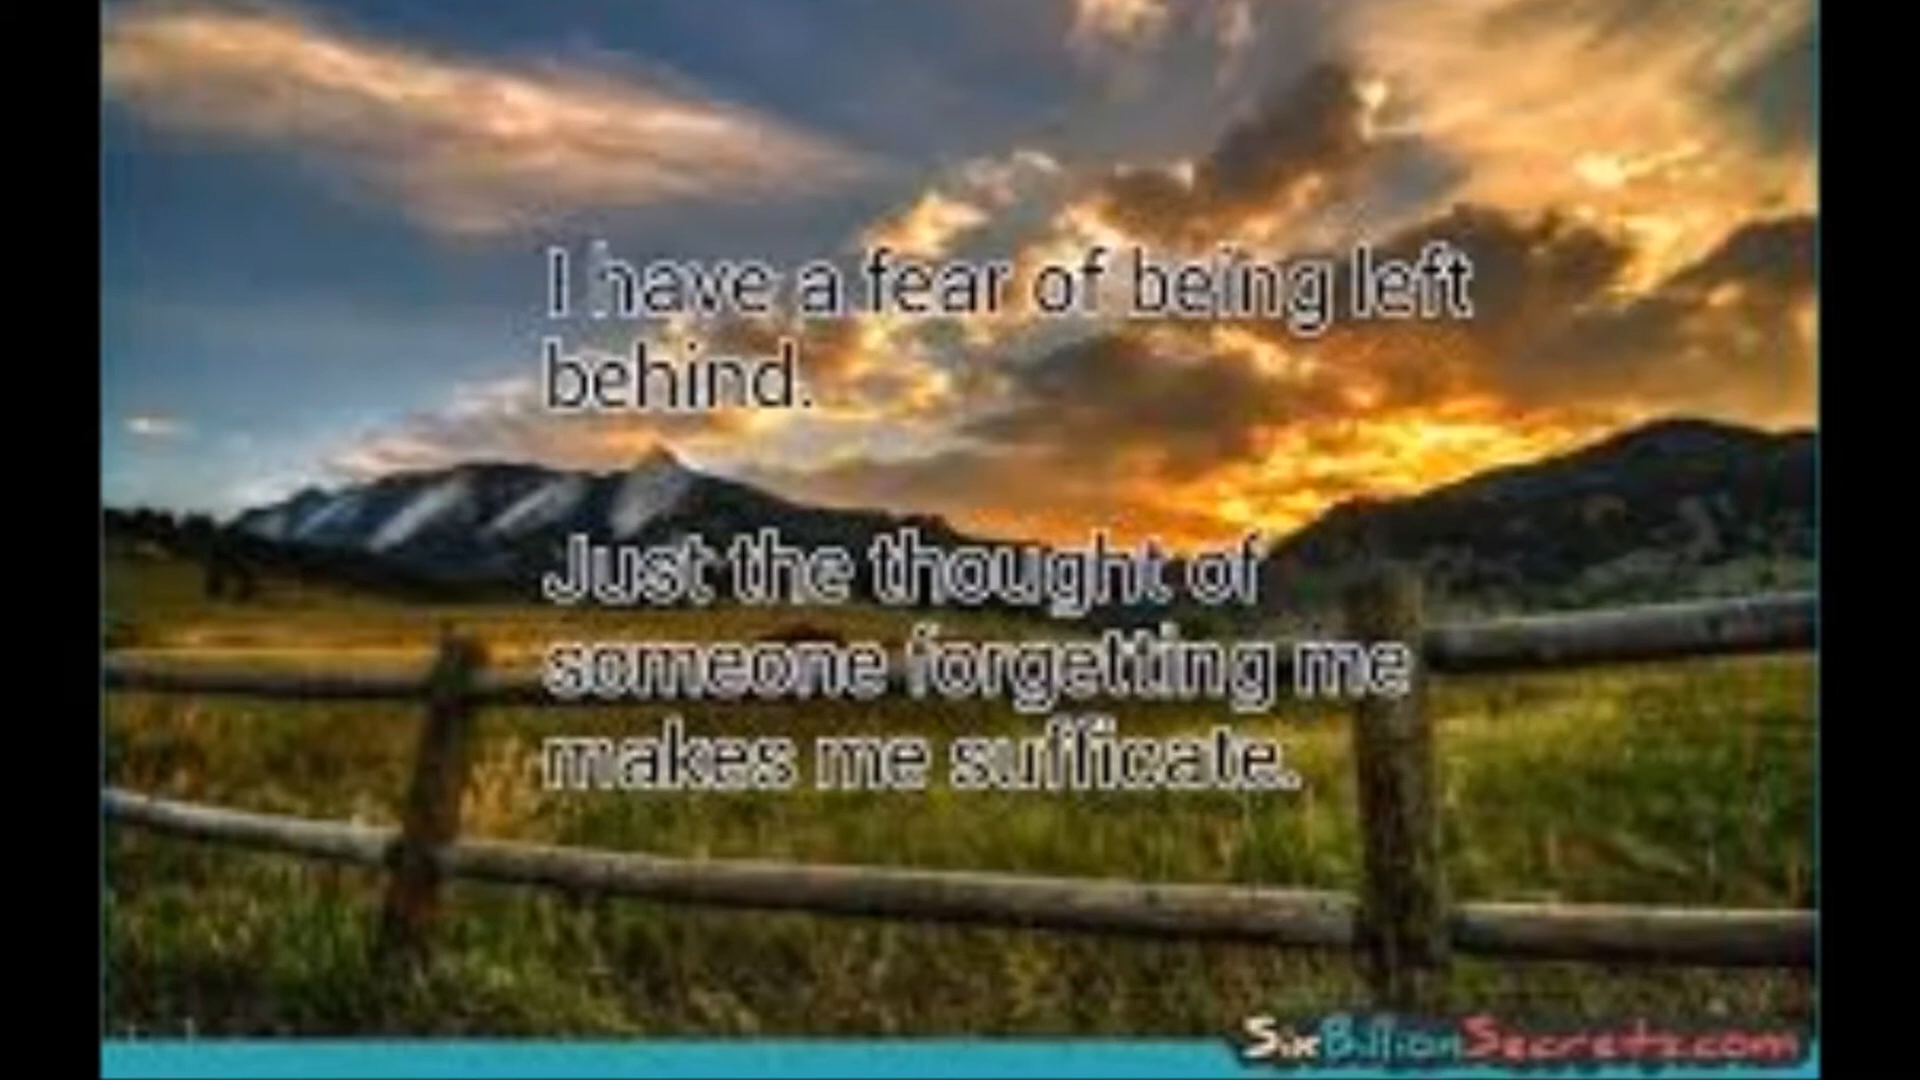 I have a fear of being left
behind.
Just the thought of
someone forgetting me
makes me sufficate.
SixBillionSecrets.com